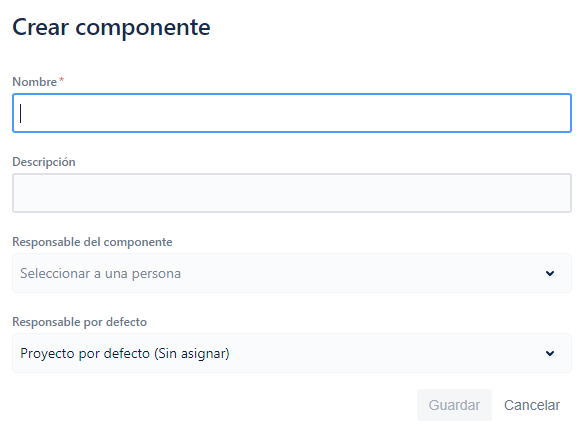 Crear componente
Nombre*
Descripción
Responsable del componente
Seleccionar a una persona
Responsable por defecto
Proyecto por defecto (Sin asignar)
Guardar Cancelar